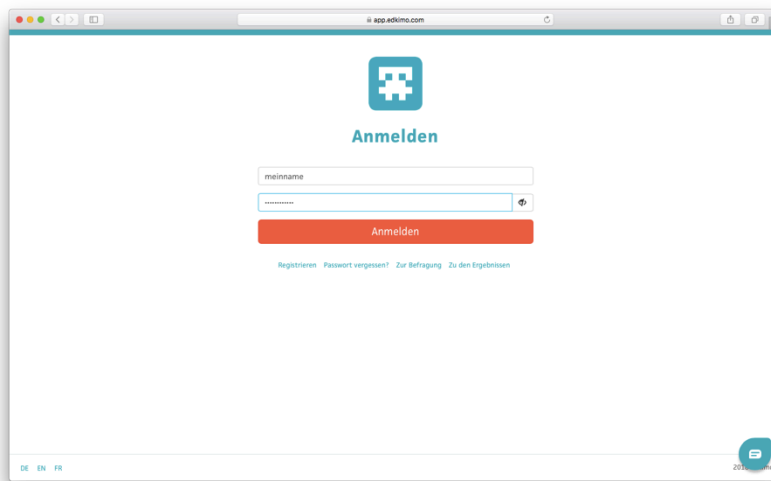 app.edkimo.com
Anmelden
meinname
Anmelden
Registrieren Passwort vergessen? Zur Befragung Zu den Ergebnissen
DE EN FR